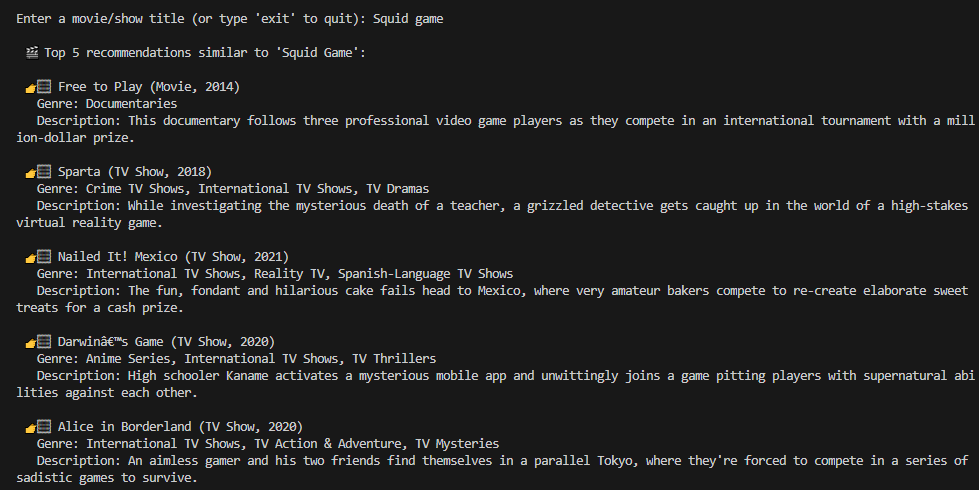 Enter a movie/show title (or type 'exit' to quit): Squid game
🎬 Top 5 recommendations similar to 'Squid Game':
👉 Free to Play (Movie, 2014)
Genre: Documentaries
Description: This documentary follows three professional video game players as they compete in an international tournament with a mill
ion-dollar prize.
👉 Sparta (TV Show, 2018)
Genre: Crime TV Shows, International TV Shows, TV Dramas
Description: While investigating the mysterious death of a teacher, a grizzled detective gets caught up in the world of a high-stakes
virtual reality game.
👉 Nailed It! Mexico (TV Show, 2021)
Genre: International TV Shows, Reality TV, Spanish-Language TV Shows
Description: The fun, fondant and hilarious cake fails head to Mexico, where very amateur bakers compete to re-create elaborate sweet
treats for a cash prize.
👉 Darwinâ€™s Game (TV Show, 2020)
Genre: Anime Series, International TV Shows, TV Thrillers
Description: High schooler Kaname activates a mysterious mobile app and unwittingly joins a game pitting players with supernatural abi
lities against each other.
👉 Alice in Borderland (TV Show, 2020)
Genre: International TV Shows, TV Action & Adventure, TV Mysteries
Description: An aimless gamer and his two friends find themselves in a parallel Tokyo, where they're forced to compete in a series of
sadistic games to survive.